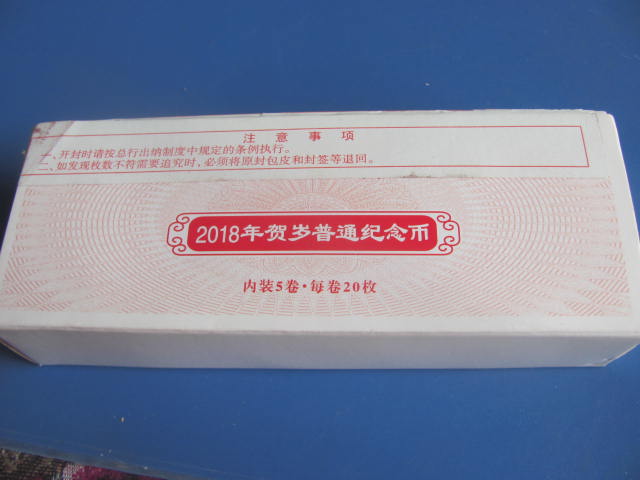 注意事项
一、开封时请按总行出纳制度中规定的条例执行。
二、如发现枚数不符需要追究时，必须将原封包皮和封签等退回。
2018年贺岁普通纪念币
内装5卷·每卷20枚